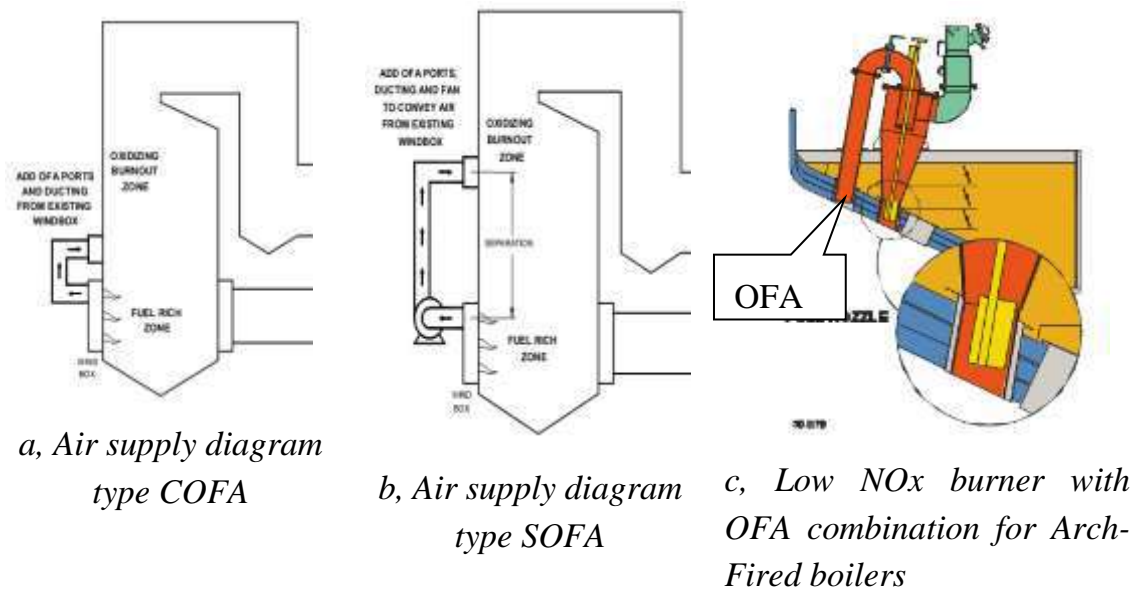 ADD OF A PORTS
AND DUCTING
FROM EXISTING
WINDBOX
OXIDIZING
BURNOUT
ZONE
FUEL RICH
ZONE
WIND
BOX
a, Air supply diagram
type COFA
ADD OF A PORTS,
DUCTING AND FAN
TO CONVEY AIR
FROM EXISTING
WINDBOX
OXIDIZING
BURNOUT
ZONE
SEPARATION
FUEL RICH
ZONE
WIND
BOX
b, Air supply diagram
type SOFA
OFA
c, Low NOx burner with
OFA combination for Arch-
Fired boilers